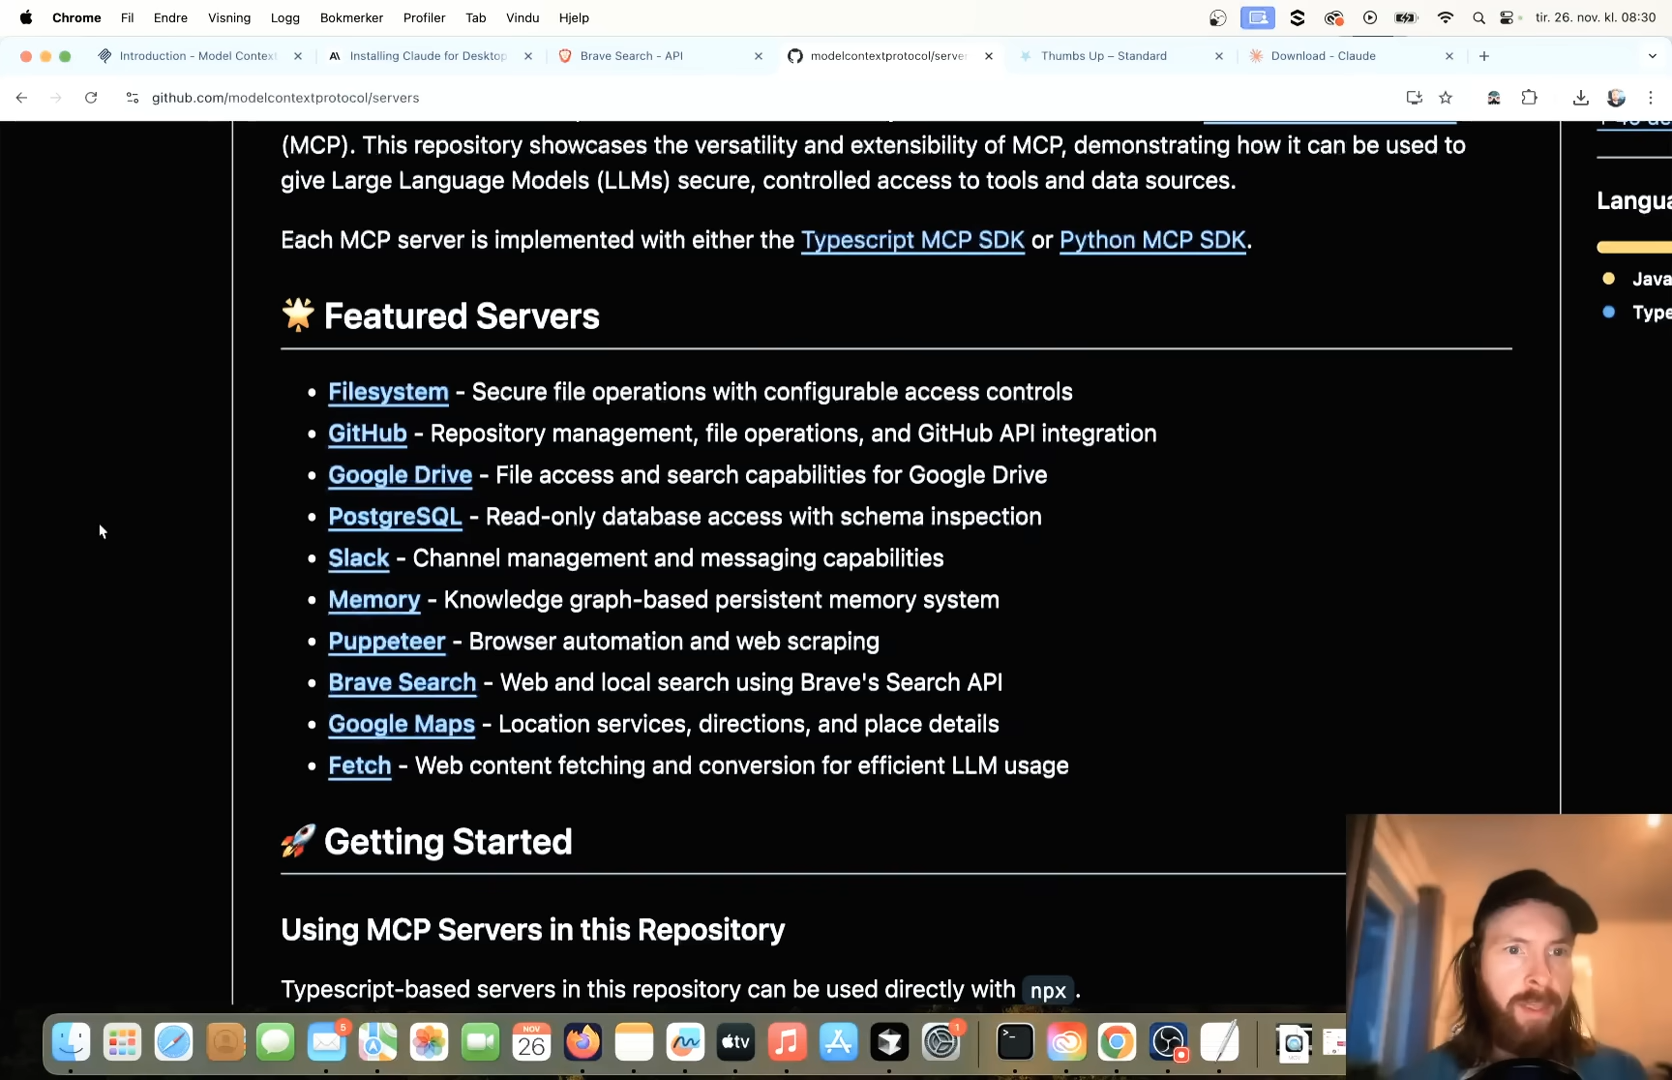 Chrome Fil Endre Visning Logg Bokmerker Profiler Tab Vindu Hjelp tir. 26. nov. kl. 08:30
Introduction - Model Context Installing Claude for Desktop Brave Search - API modelcontextprotocol/server Thumbs Up – Standard Download - Claude
github.com/modelcontextprotocol/servers
(MCP). This repository showcases the versatility and extensibility of MCP, demonstrating how it can be used to
give Large Language Models (LLMs) secure, controlled access to tools and data sources.
Each MCP server is implemented with either the Typescript MCP SDK or Python MCP SDK.
Langua
Java
Type
🌟 Featured Servers
• Filesystem - Secure file operations with configurable access controls
• GitHub - Repository management, file operations, and GitHub API integration
• Google Drive - File access and search capabilities for Google Drive
• PostgreSQL - Read-only database access with schema inspection
• Slack - Channel management and messaging capabilities
• Memory - Knowledge graph-based persistent memory system
• Puppeteer - Browser automation and web scraping
• Brave Search - Web and local search using Brave's Search API
• Google Maps - Location services, directions, and place details
• Fetch - Web content fetching and conversion for efficient LLM usage
🚀 Getting Started
Using MCP Servers in this Repository
Typescript-based servers in this repository can be used directly with npx.
5
NOV
26
tv
1